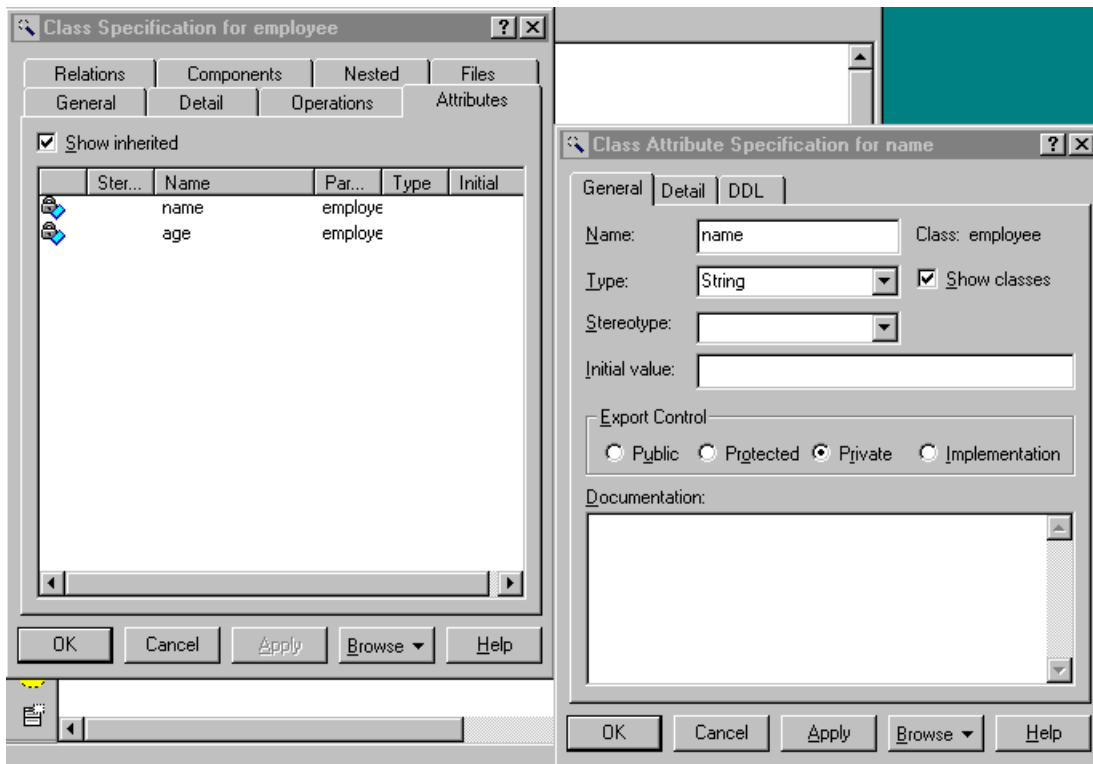 Class Specification for employee
Relations Components Nested Files
General Detail Operations Attributes
Show inherited
Ster... Name Par... Type Initial
name employe
age employe
OK Cancel Apply Browse Help
Class Attribute Specification for name
General Detail DDL
Name: name Class: employee
Type: String Show classes
Stereotype:
Initial value:
Export Control
Public Protected Private Implementation
Documentation:
OK Cancel Apply Browse Help